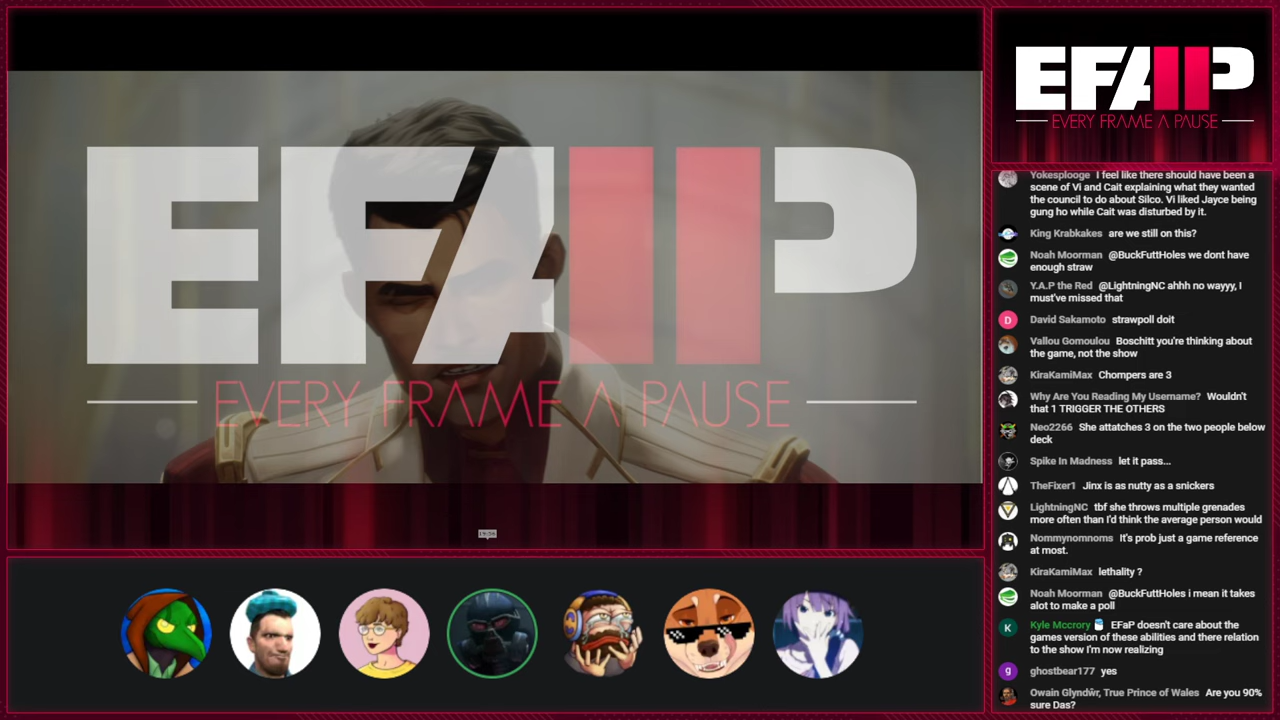 EFAP
EVERY FRAME A PAUSE
EFAP
EVERY FRAME A PAUSE
Yokesplooge I feel like there should have been a
scene of Vi and Cait explaining what they wanted
the council to do about Silco. Vi liked Jayce being
gung ho while Cait was disturbed by it.
King Krabkakes are we still on this?
Noah Moorman @BuckFuttHoles we dont have
enough straw
Y.A.P the Red @LightningNC ahhh no wayyy, I
must've missed that
D
David Sakamoto strawpoll doit
Vallou Gomoulou Boschitt you're thinking about
the game, not the show
KiraKamiMax Chompers are 3
Why Are You Reading My Username? Wouldn't
that 1 TRIGGER THE OTHERS
Neo2266 She attatches 3 on the two people below
deck
Spike In Madness let it pass...
TheFixer1 Jinx is as nutty as a snickers
LightningNC tbf she throws multiple grenades
more often than I'd think the average person would
Nommynomnoms It's prob just a game reference
at most.
KiraKamiMax lethality ?
Noah Moorman @BuckFuttHoles i mean it takes
alot to make a poll
K
Kyle Mccrory EFaP doesn't care about the
games version of these abilities and there relation
to the show I'm now realizing
g
ghostbear177 yes
Owain Glyndŵr, True Prince of Wales Are you 90%
sure Das?